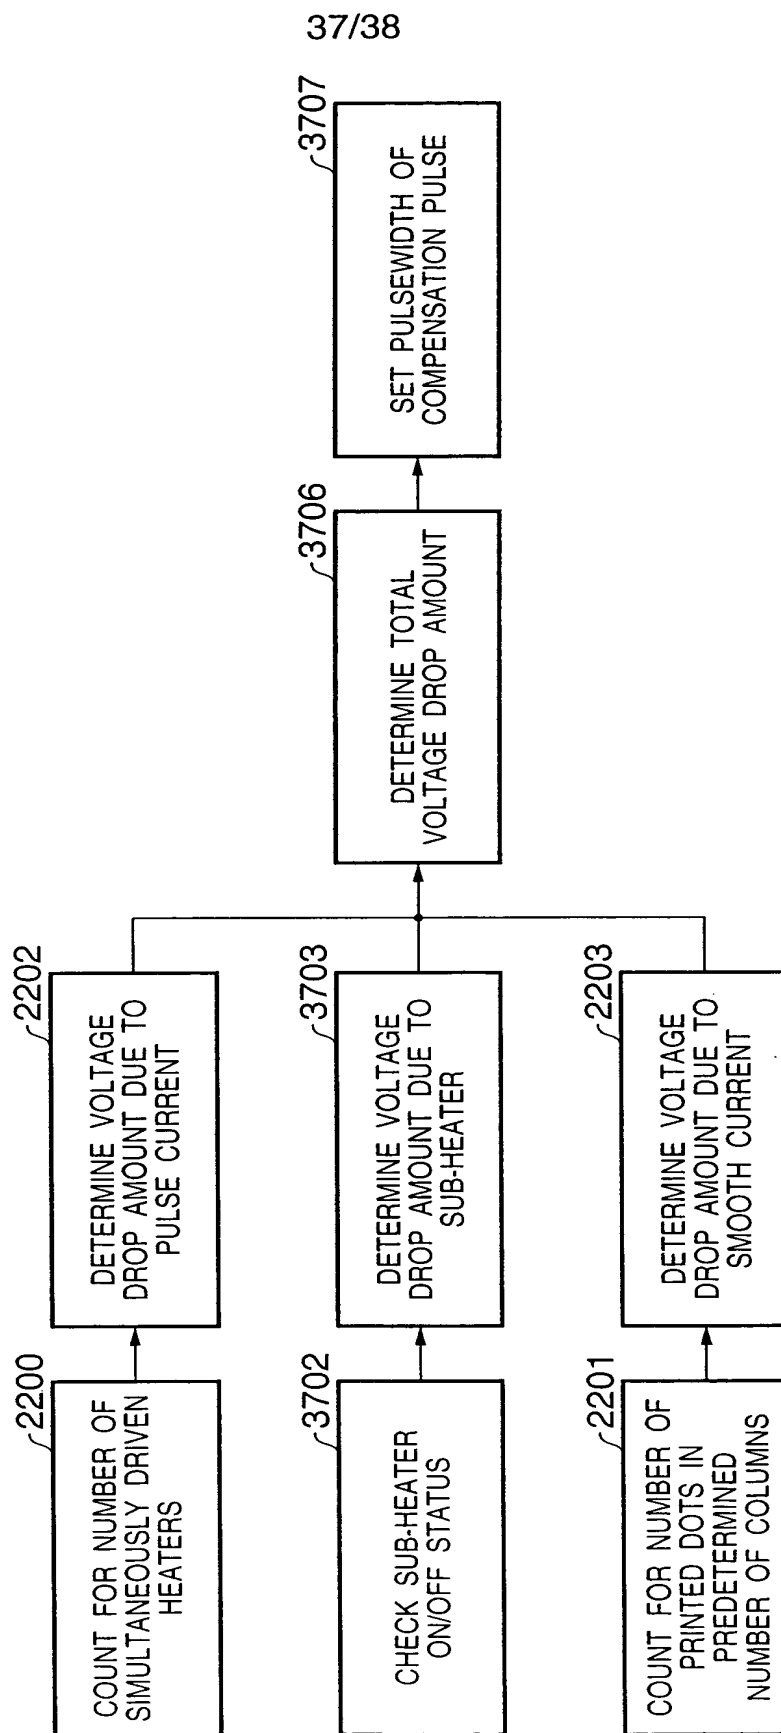 37/38
2200
COUNT FOR NUMBER OF
SIMULTANEOUSLY DRIVEN
HEATERS
2202
DETERMINE VOLTAGE
DROP AMOUNT DUE TO
PULSE CURRENT
3702
CHECK SUB-HEATER
ON/OFF STATUS
3703
DETERMINE VOLTAGE
DROP AMOUNT DUE TO
SUB-HEATER
2201
COUNT FOR NUMBER OF
PRINTED DOTS IN
PREDETERMINED
NUMBER OF COLUMNS
2203
DETERMINE VOLTAGE
DROP AMOUNT DUE TO
SMOOTH CURRENT
3706
DETERMINE TOTAL
VOLTAGE DROP AMOUNT
3707
SET PULSEWIDTH OF
COMPENSATION PULSE